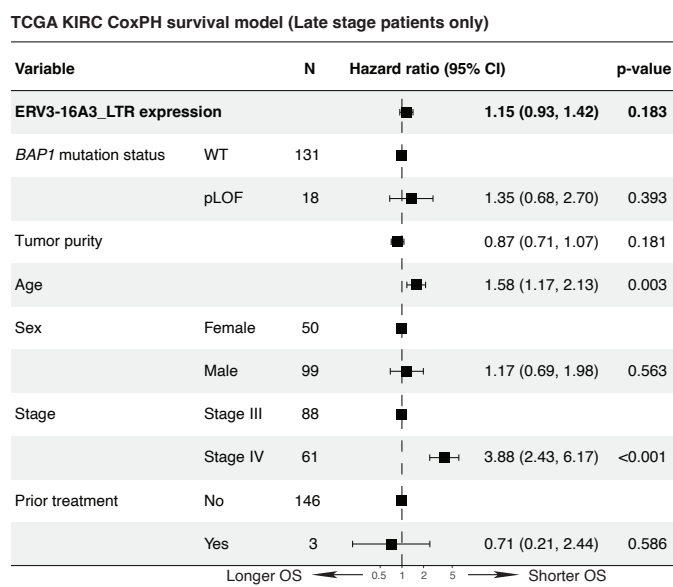 TCGA KIRC CoxPH survival model (Late stage patients only)
Variable N Hazard ratio (95% CI) p-value
ERV3-16A3_LTR expression 1.15 (0.93, 1.42) 0.183
BAP1 mutation status WT 131
pLOF 18 1.35 (0.68, 2.70) 0.393
Tumor purity 0.87 (0.71, 1.07) 0.181
Age 1.58 (1.17, 2.13) 0.003
Sex Female 50
Male 99 1.17 (0.69, 1.98) 0.563
Stage Stage III 88
Stage IV 61 3.88 (2.43, 6.17) <0.001
Prior treatment No 146
Yes 3 0.71 (0.21, 2.44) 0.586
Longer OS 0.5 1 2 5 Shorter OS